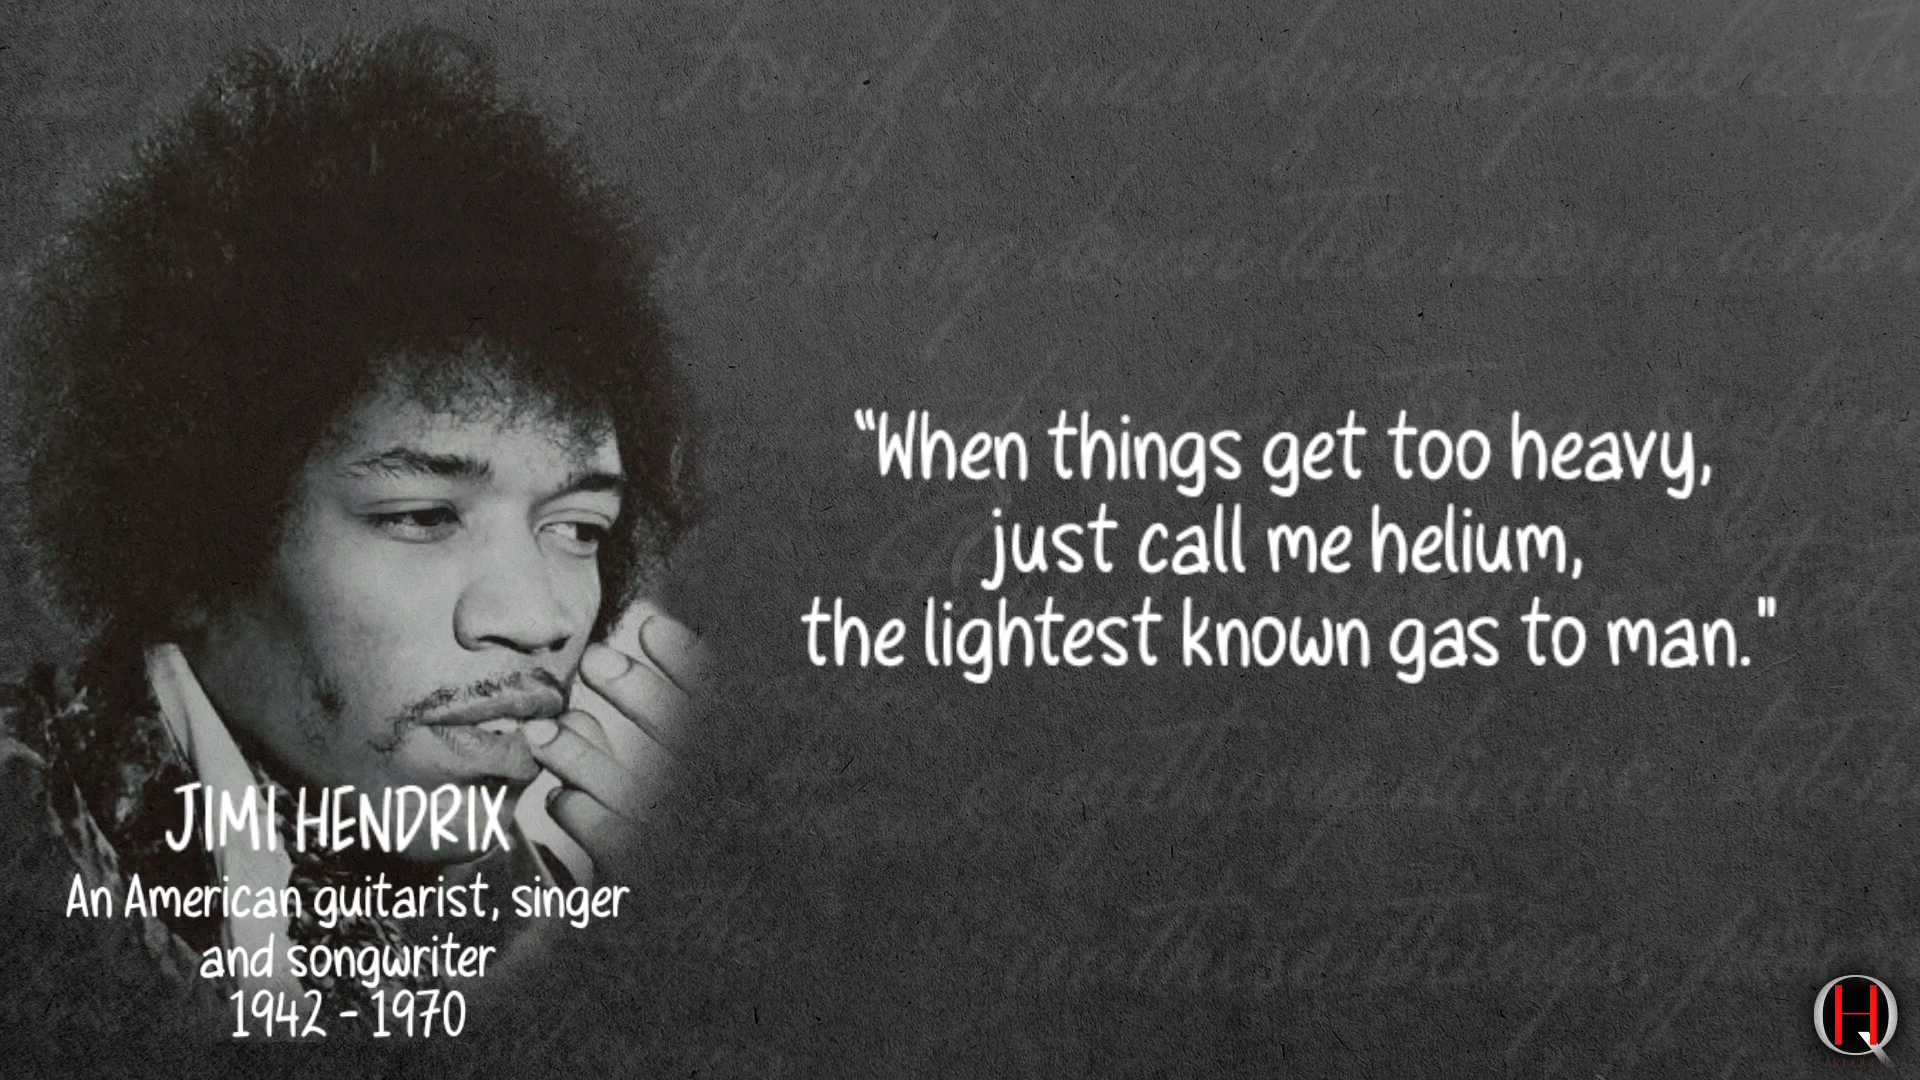 "When things get too heavy,
just call me helium,
the lightest known gas to man."
JIMI HENDRIX
An American guitarist, singer
and songwriter
1942 - 1970
HQ